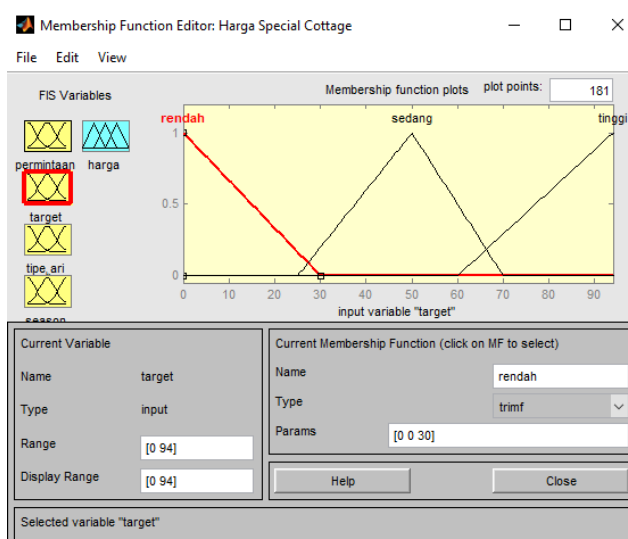 Membership Function Editor: Harga Special Cottage
File Edit View
FIS Variables
Membership function plots plot points: 181
rendah sedang tinggi
permintaan harga
target
tipe_ari
season
1
0.5
0
0 10 20 30 40 50 60 70 80 90
input variable "target"
Current Variable
Name target
Type input
Range [0 94]
Display Range [0 94]
Current Membership Function (click on MF to select)
Name rendah
Type trimf
Params [0 0 30]
Help Close
Selected variable "target"